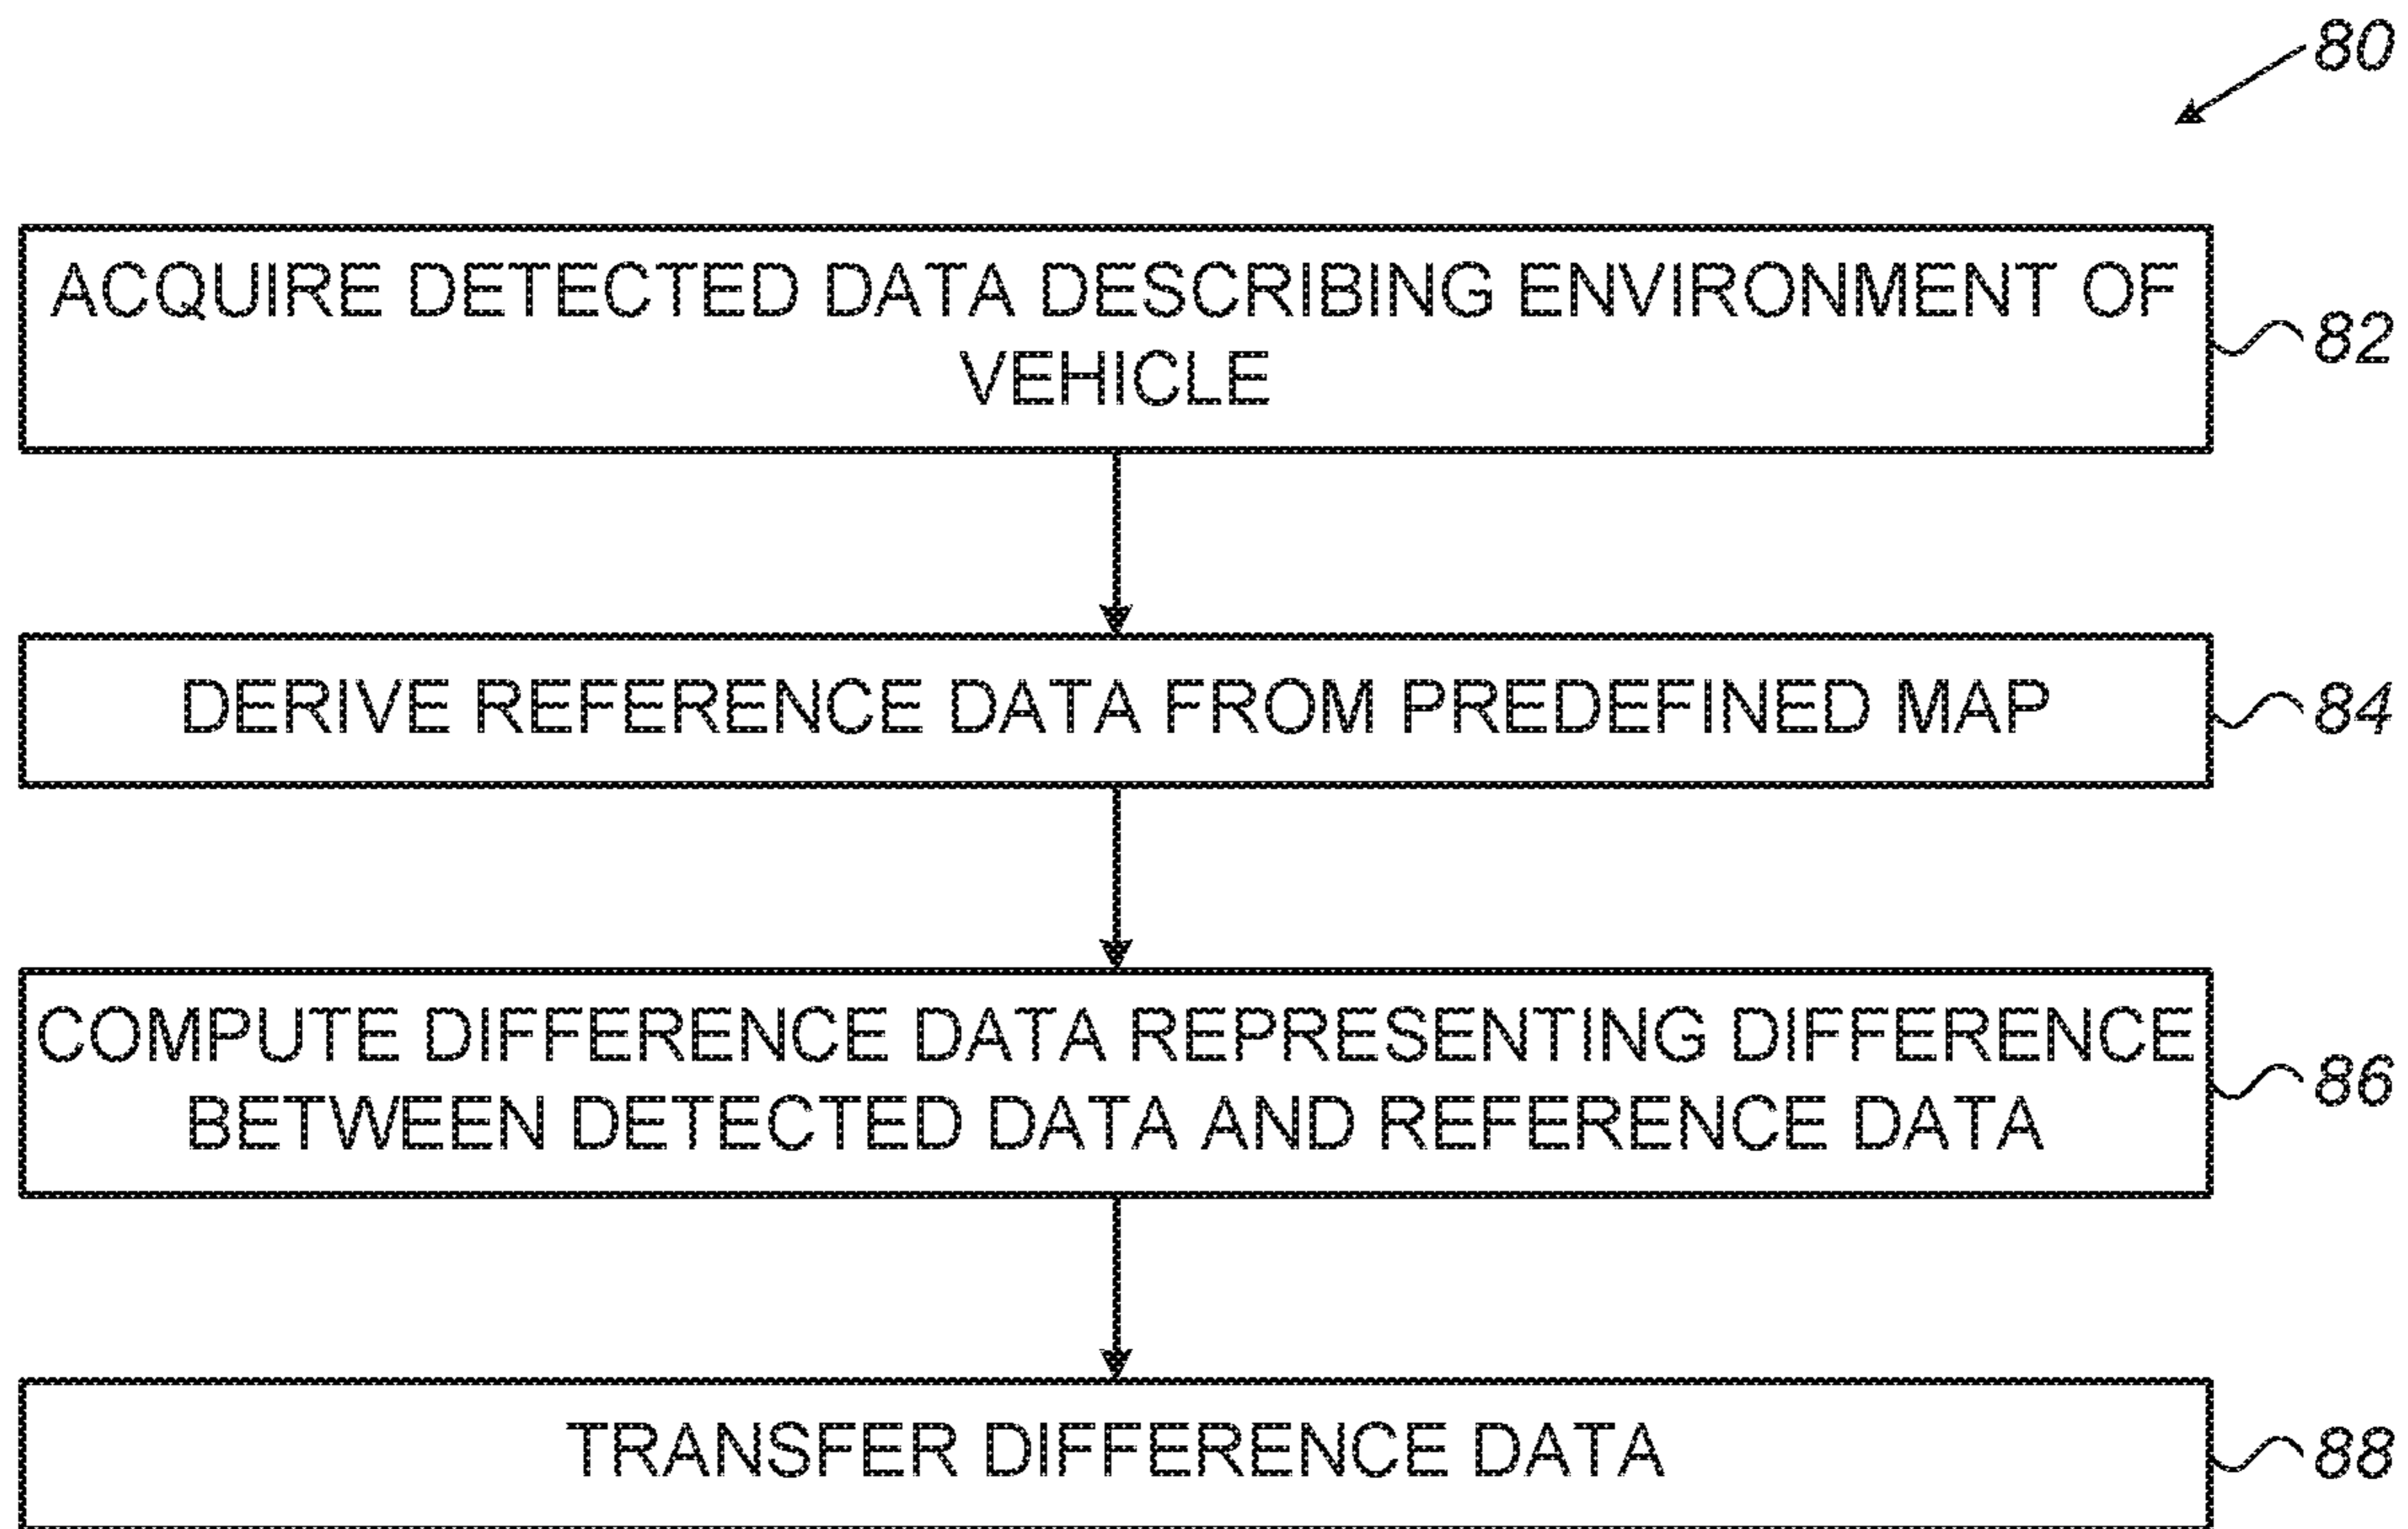 80
ACQUIRE DETECTED DATA DESCRIBING ENVIRONMENT OF
VEHICLE
82
DERIVE REFERENCE DATA FROM PREDEFINED MAP
84
COMPUTE DIFFERENCE DATA REPRESENTING DIFFERENCE
BETWEEN DETECTED DATA AND REFERENCE DATA
86
TRANSFER DIFFERENCE DATA
88